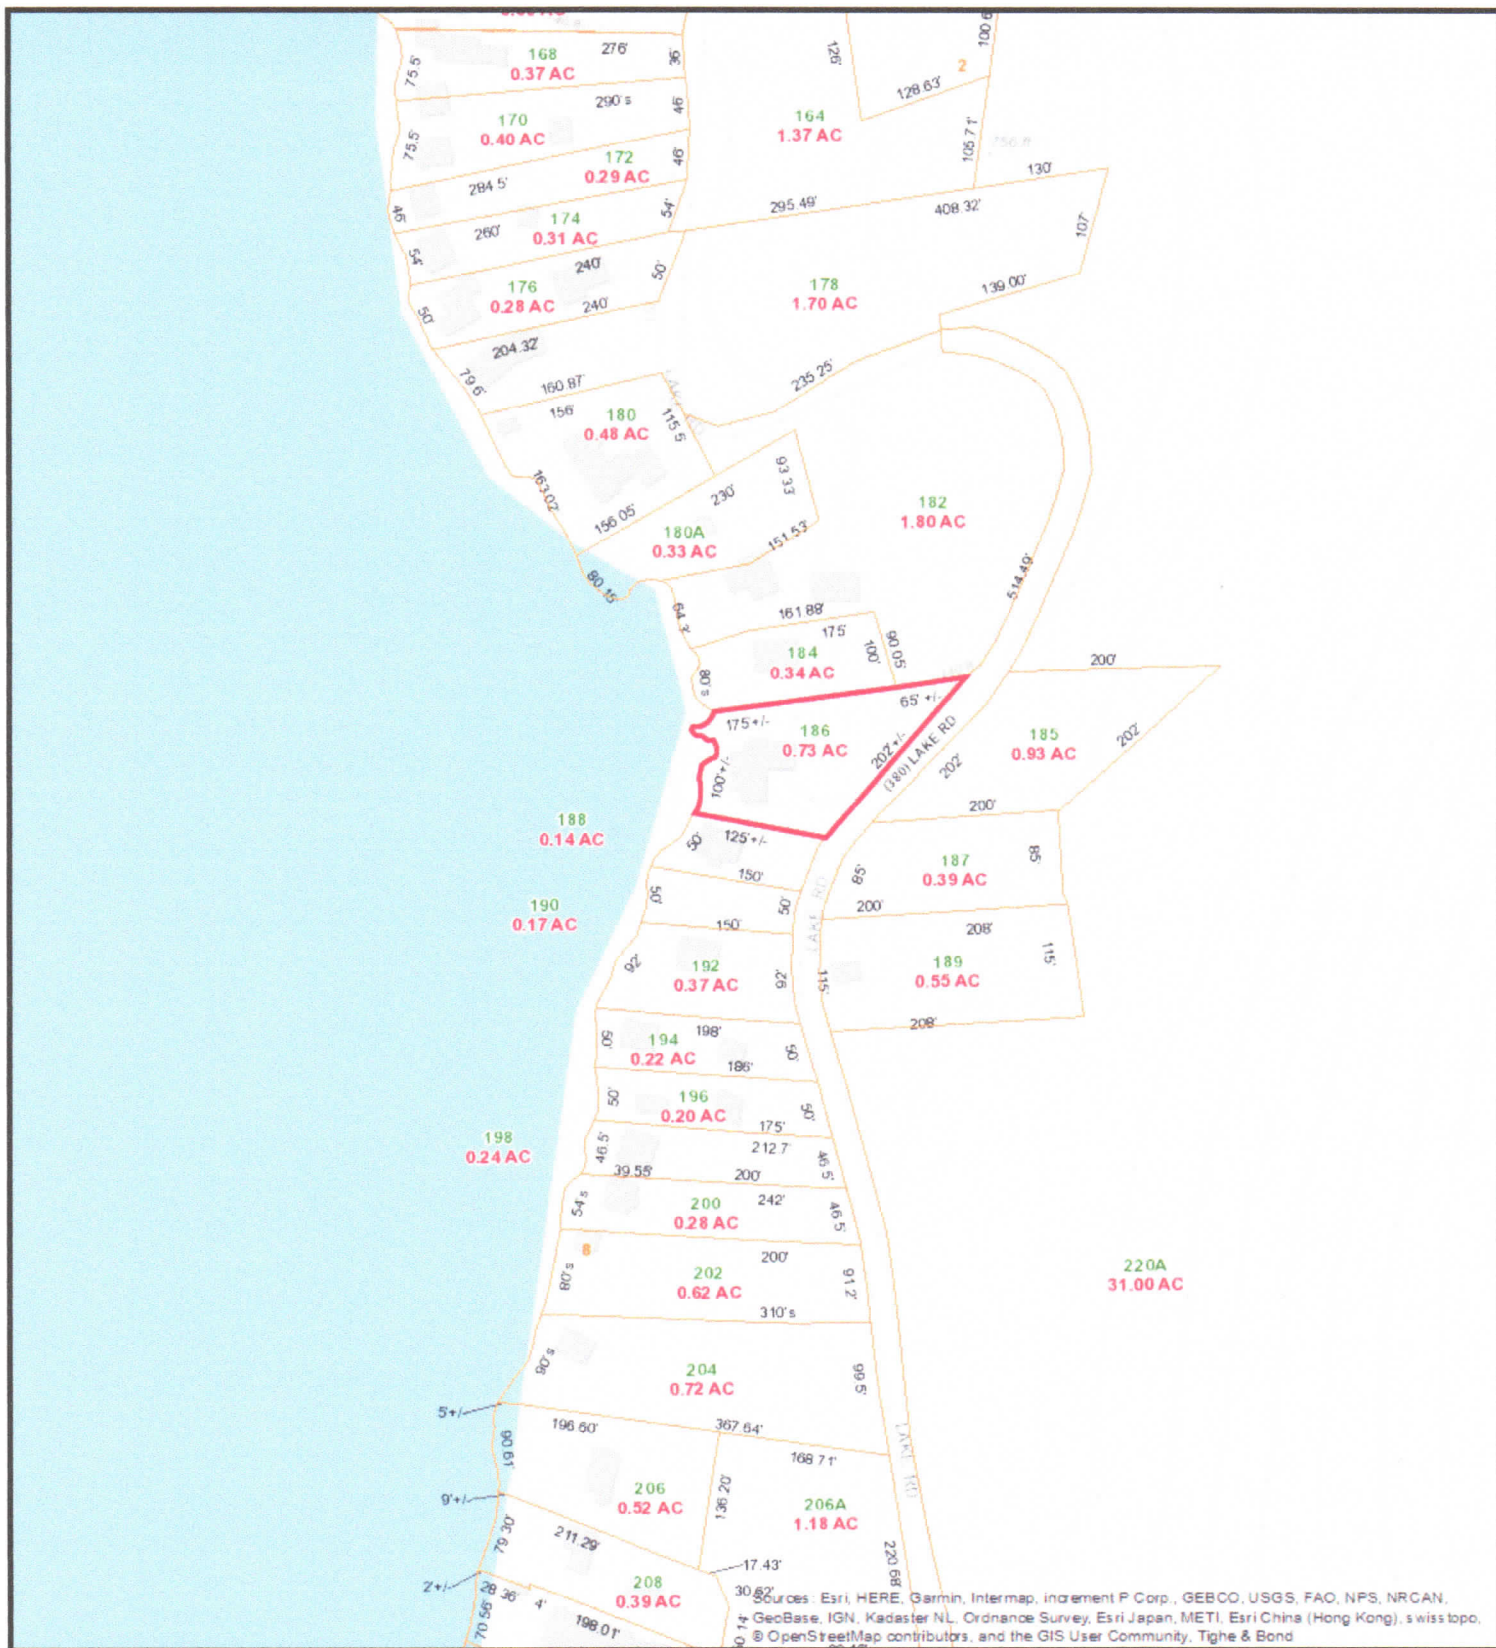 168
276'
36'
0.37 AC
75.5'
126'
100 6
2
128.63'
290's
46'
170
0.40 AC
164
1.37 AC
75.5'
105.71'
756.ft
172
0.29 AC
46'
130'
284 5'
46'
54'
295.49'
408.32'
174
0.31 AC
260'
107'
54'
240'
50'
176
0.28 AC
240'
178
1.70 AC
139.00'
50'
204.32'
79.6'
160.87'
235.25'
156'
180
0.48 AC
115 5
163.02'
93 33'
230'
156 05'
182
1.80 AC
180A
0.33 AC
151.53'
80.15'
514.49'
64.3'
161 89'
175'
100'
90.05'
184
0.34 AC
200'
80's
65' +/-
175+/-
186
0.73 AC
202'+/-
(380) LAKE RD
185
0.93 AC
202'
202'
100'+/-
200'
188
0.14 AC
50'
125'+/-
187
0.39 AC
85'
85'
150'
50'
50'
LAKE RD
200'
190
0.17 AC
150'
208'
92'
192
0.37 AC
92'
115'
189
0.55 AC
115'
208'
198'
50'
194
0.22 AC
50'
186'
50'
196
0.20 AC
50'
175'
198
0.24 AC
46.5'
212.7'
46 5'
39.55'
200'
54's
200
0.28 AC
242'
46.5'
8
200'
80's
202
0.62 AC
91 2'
220A
31.00 AC
310's
90's
204
0.72 AC
99 5'
5'+/-
196.60'
367.64'
LAKE RD
90 61'
168 71'
206
0.52 AC
136 20'
206A
1.18 AC
9'+/-
79 30'
211.29'
17.43'
220 68'
2'+/-
28 36'
4'
208
0.39 AC
30.62'
70 56'
198.01'
Sources: Esri, HERE, Garmin, Intermap, increment P Corp., GEBCO, USGS, FAO, NPS, NRCAN,
GeoBase, IGN, Kadaster NL, Ordnance Survey, Esri Japan, METI, Esri China (Hong Kong), swisstopo,
© OpenStreetMap contributors, and the GIS User Community, Tighe & Bond